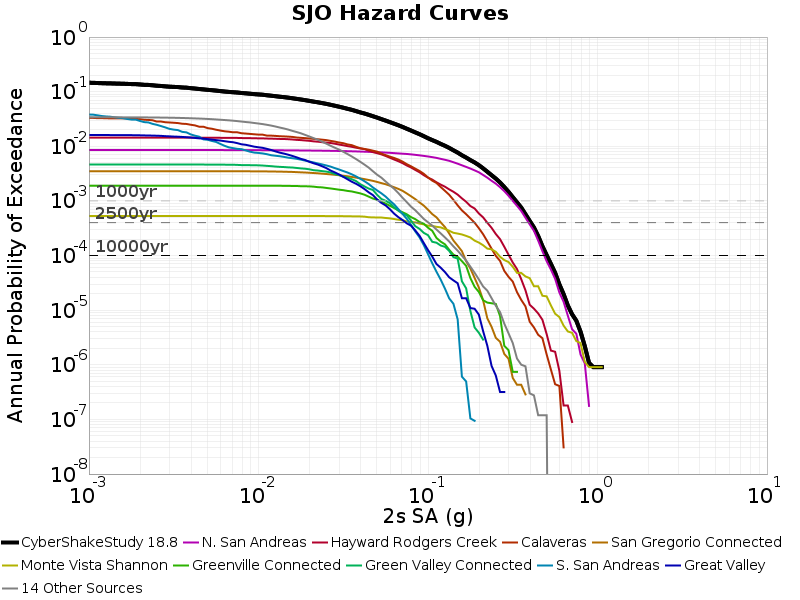 SJO Hazard Curves
Annual Probability of Exceedance
10^0
10^-1
10^-2
10^-3
10^-4
10^-5
10^-6
10^-7
10^-8
1000yr
2500yr
10000yr
10^-3 10^-2 10^-1 10^0 10^1
2s SA (g)
CyberShakeStudy 18.8 N. San Andreas Hayward Rodgers Creek Calaveras San Gregorio Connected
Monte Vista Shannon Greenville Connected Green Valley Connected S. San Andreas Great Valley
14 Other Sources